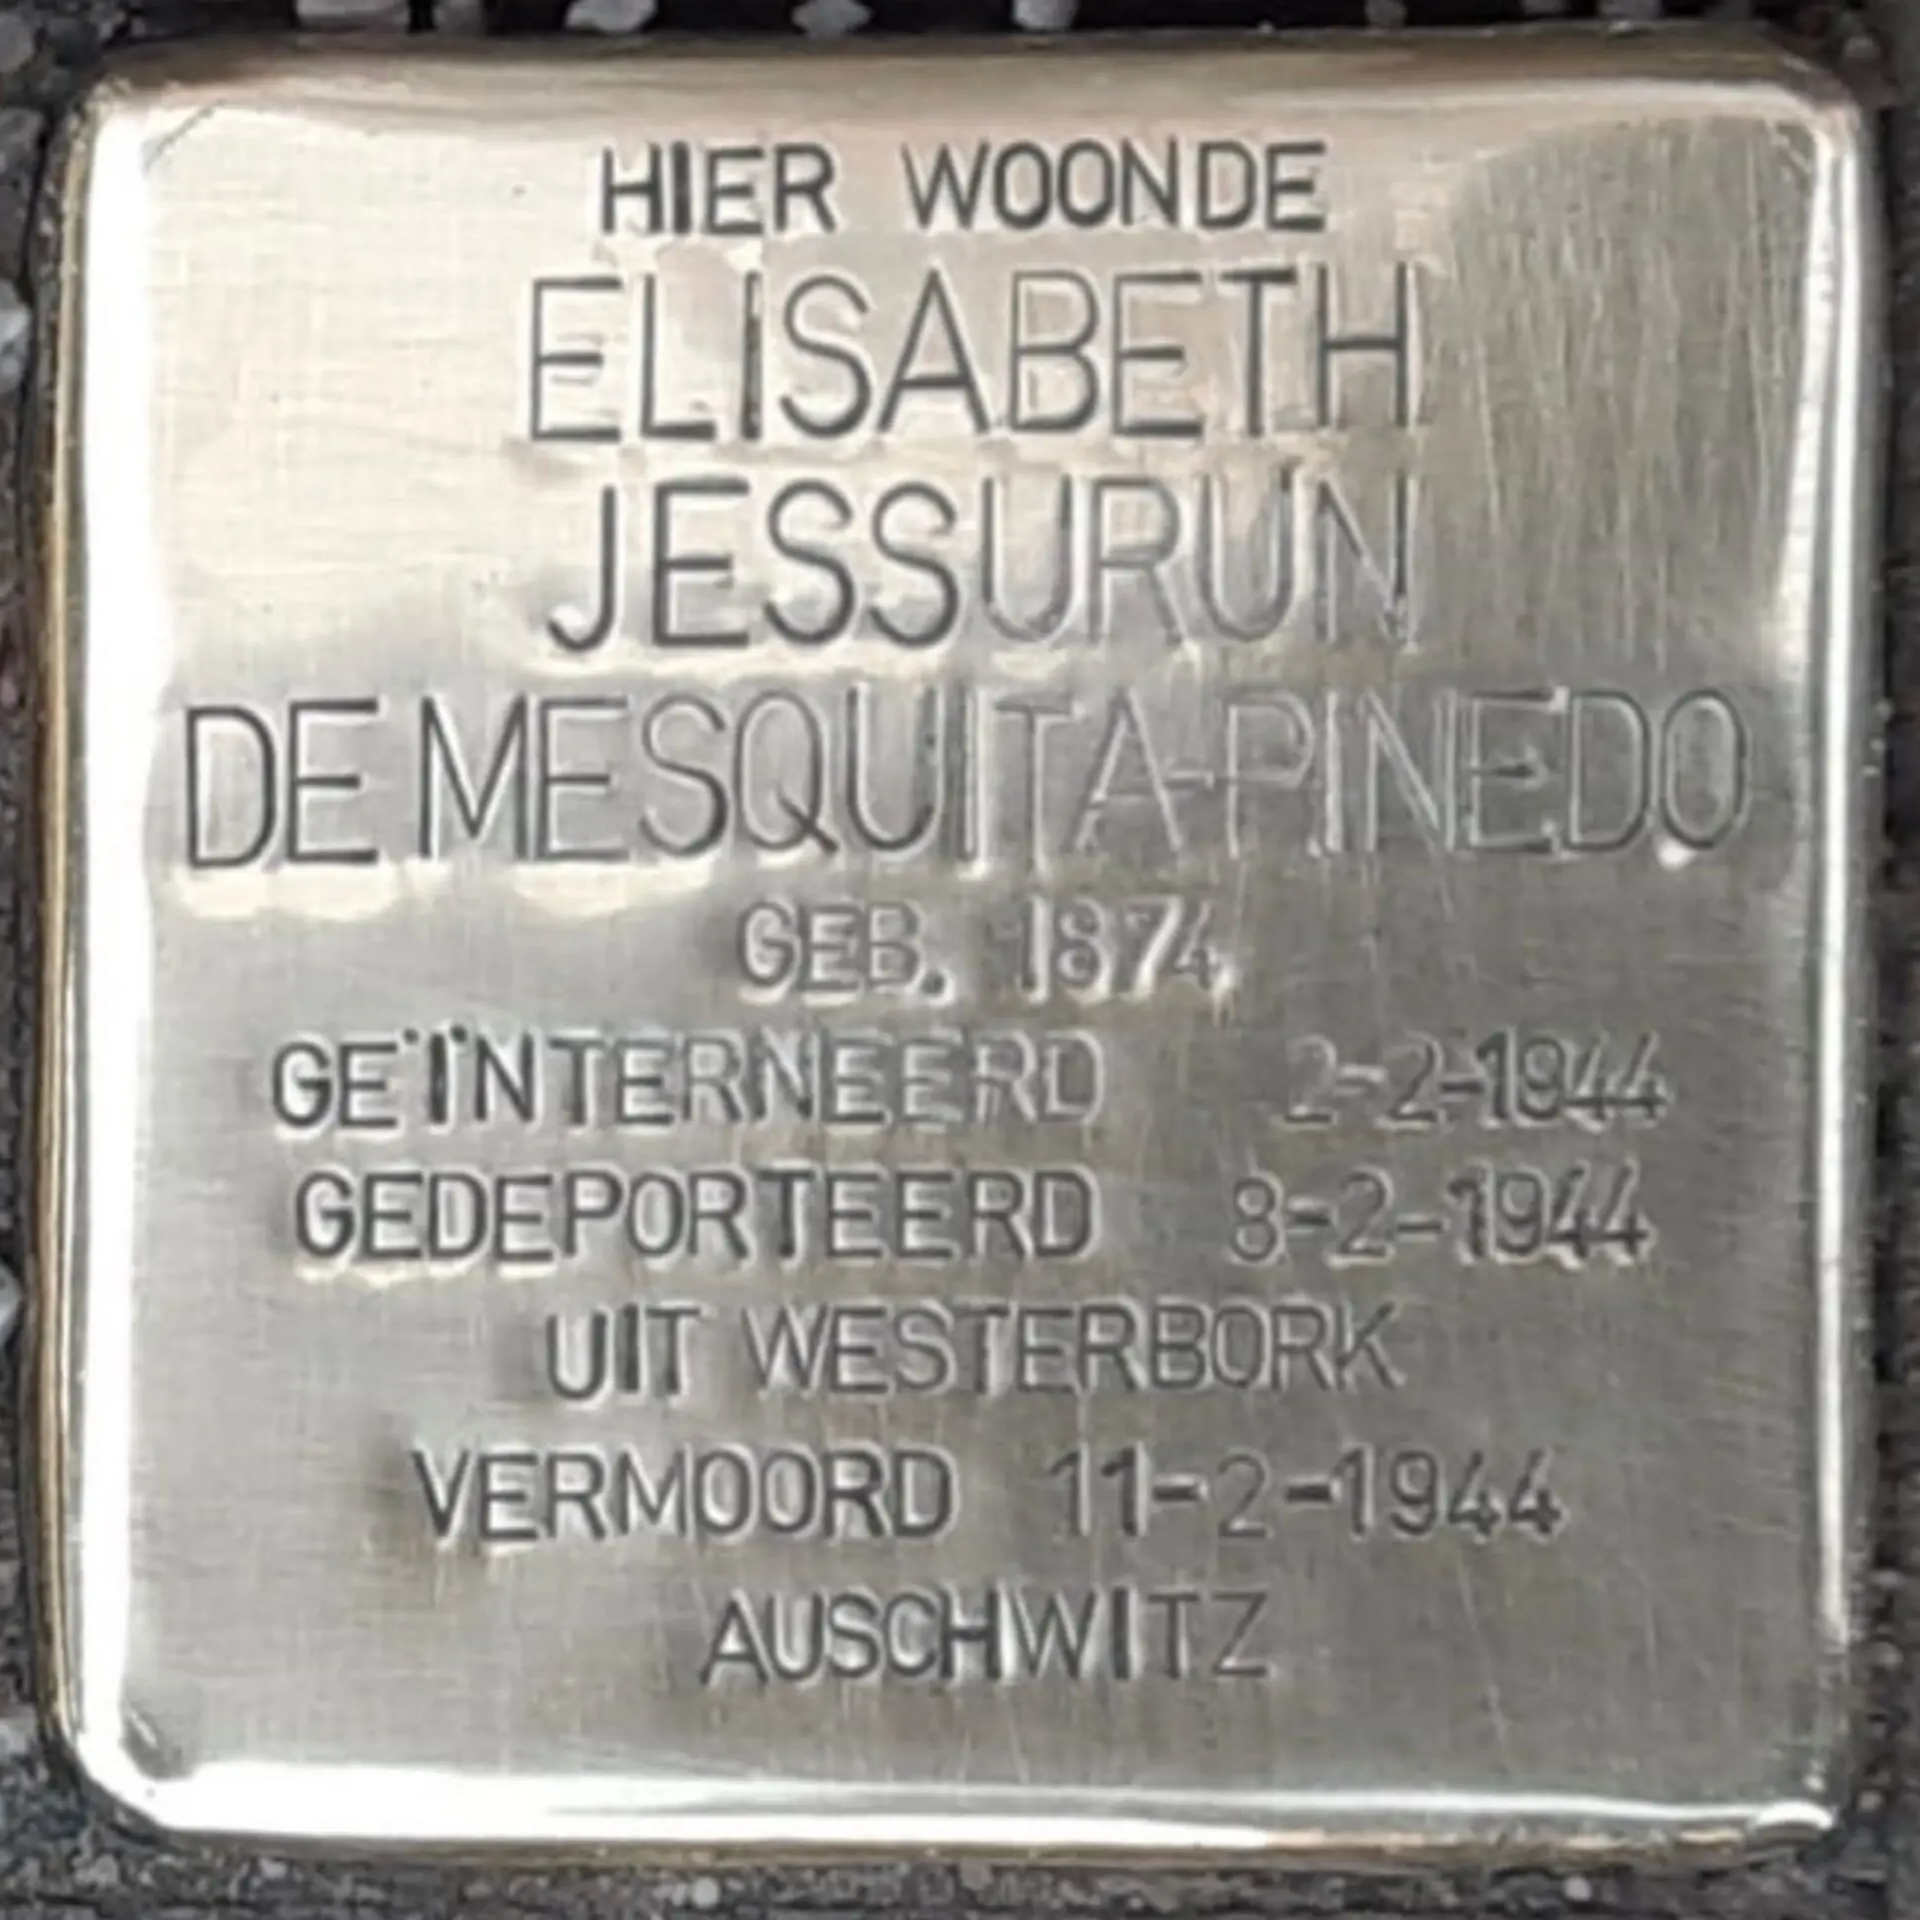 HIER WOONDE
ELISABETH
JESSURUN
DE MESQUITA-PINEDO
GEB. 1874
GEÏNTERNEERD 2-2-1944
GEDEPORTEERD 8-2-1944
UIT WESTERBORK
VERMOORD 11-2-1944
AUSCHWITZ